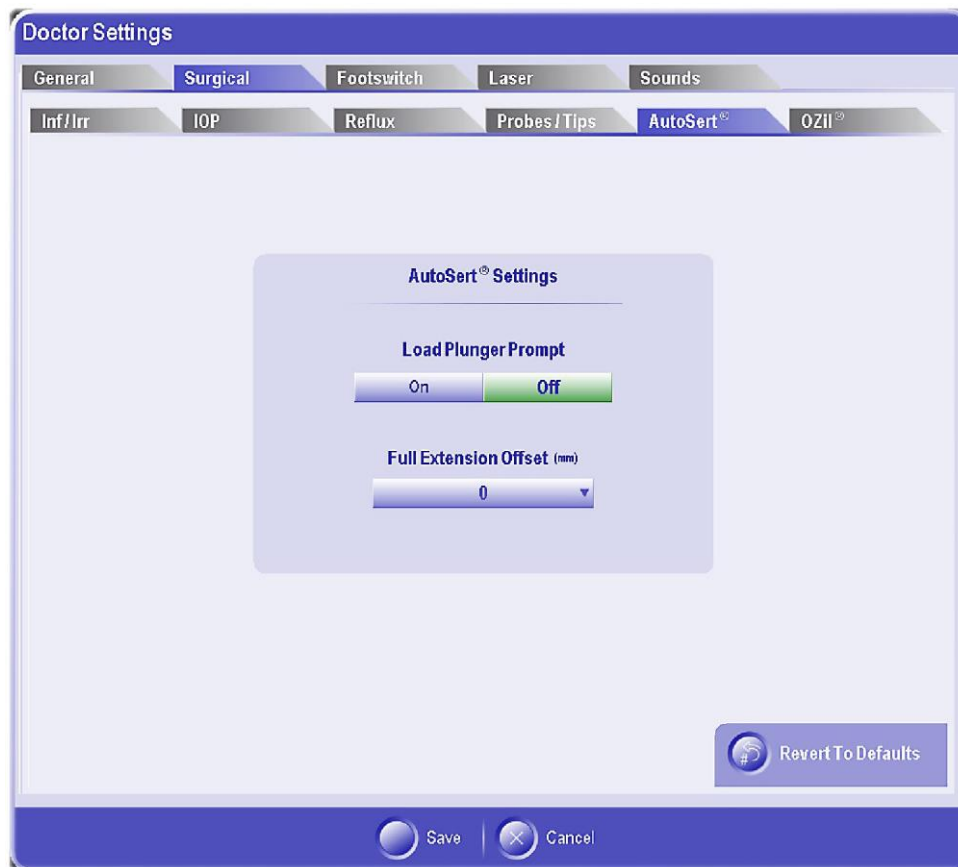 Doctor Settings
General Surgical Footswitch Laser Sounds
Inf/Irr IOP Reflux Probes/Tips AutoSert® OZil®
AutoSert® Settings
Load Plunger Prompt
On Off
Full Extension Offset (mm)
0
# Revert To Defaults
Save Cancel